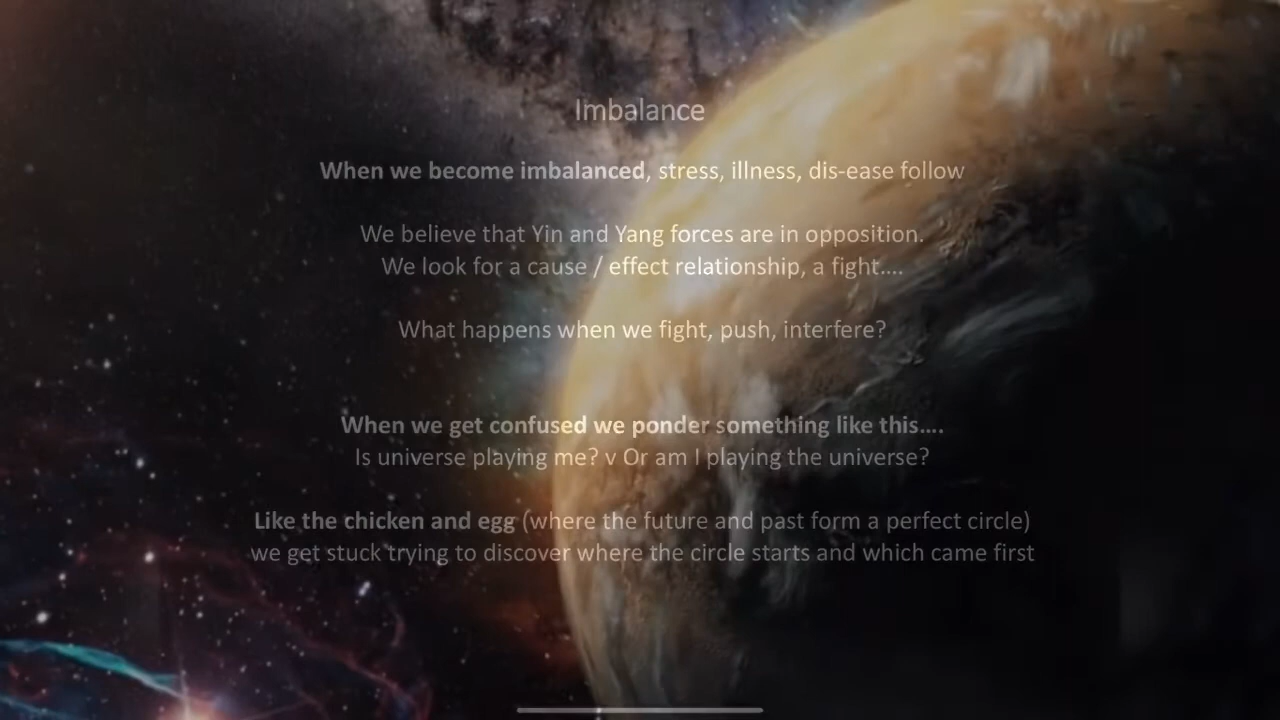 Imbalance
When we become imbalanced, stress, illness, dis-ease follow
We believe that Yin and Yang forces are in opposition.
We look for a cause / effect relationship, a fight....
What happens when we fight, push, interfere?
When we get confused we ponder something like this....
Is universe playing me? v Or am I playing the universe?
Like the chicken and egg (where the future and past form a perfect circle)
we get stuck trying to discover where the circle starts and which came first